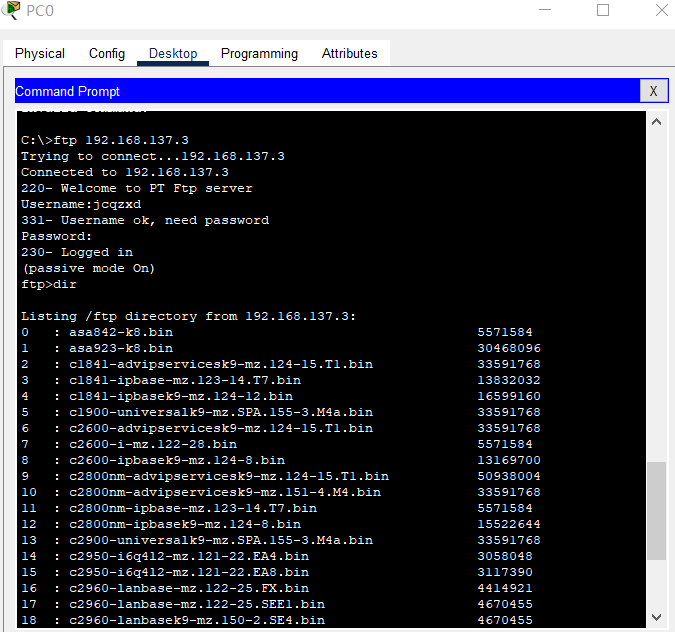 PC0
Physical Config Desktop Programming Attributes
Command Prompt X
Invalid Command.
C:\>ftp 192.168.137.3
Trying to connect...192.168.137.3
Connected to 192.168.137.3
220- Welcome to PT Ftp server
Username:jcqzxd
331- Username ok, need password
Password:
230- Logged in
(passive mode On)
ftp>dir
Listing /ftp directory from 192.168.137.3:
0 : asa842-k8.bin 5571584
1 : asa923-k8.bin 30468096
2 : c1841-advipservicesk9-mz.124-15.T1.bin 33591768
3 : c1841-ipbase-mz.123-14.T7.bin 13832032
4 : c1841-ipbasek9-mz.124-12.bin 16599160
5 : c1900-universalk9-mz.SPA.155-3.M4a.bin 33591768
6 : c2600-advipservicesk9-mz.124-15.T1.bin 33591768
7 : c2600-i-mz.122-28.bin 5571584
8 : c2600-ipbasek9-mz.124-8.bin 13169700
9 : c2800nm-advipservicesk9-mz.124-15.T1.bin 50938004
10 : c2800nm-advipservicesk9-mz.151-4.M4.bin 33591768
11 : c2800nm-ipbase-mz.123-14.T7.bin 5571584
12 : c2800nm-ipbasek9-mz.124-8.bin 15522644
13 : c2900-universalk9-mz.SPA.155-3.M4a.bin 33591768
14 : c2950-i6q4l2-mz.121-22.EA4.bin 3058048
15 : c2950-i6q4l2-mz.121-22.EA8.bin 3117390
16 : c2960-lanbase-mz.122-25.FX.bin 4414921
17 : c2960-lanbase-mz.122-25.SEE1.bin 4670455
18 : c2960-lanbasek9-mz.150-2.SE4.bin 4670455